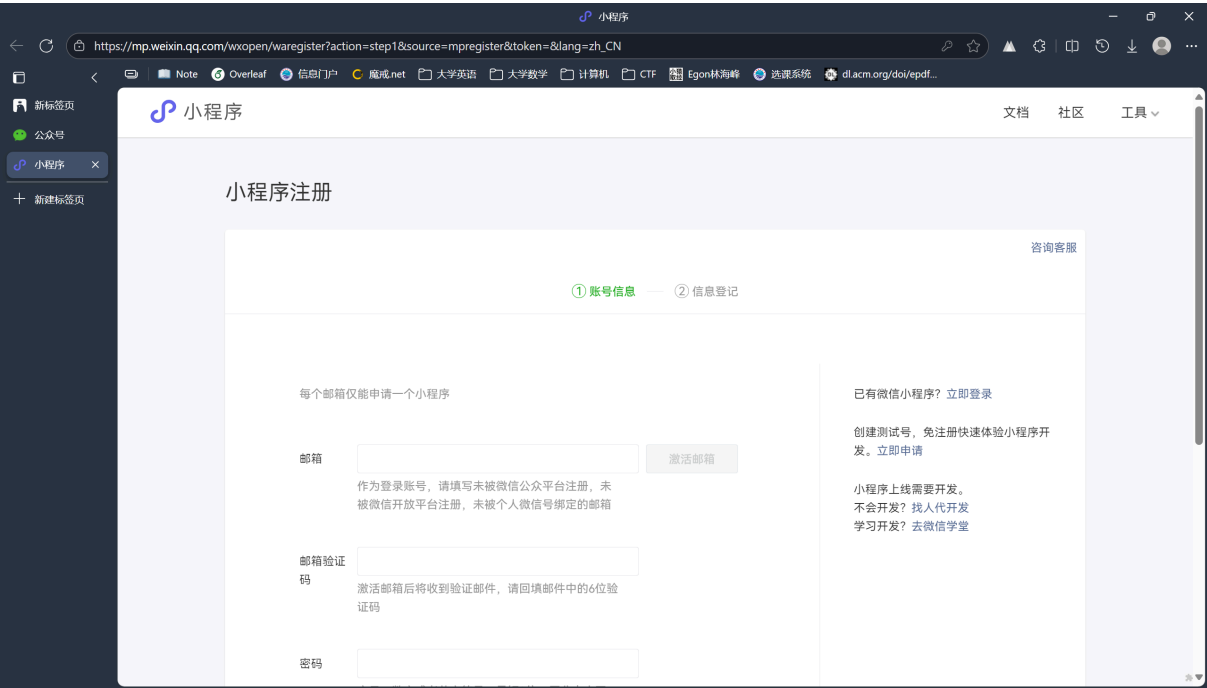 小程序
https://mp.weixin.qq.com/wxopen/waregister?action=step1&source=mpregister&token=&lang=zh_CN
Note Overleaf 信息门户 魔戒.net 大学英语 大学数学 计算机 CTF Egon林海峰 选课系统 dl.acm.org/doi/epdf...
新标签页
公众号
小程序
新建标签页
小程序 文档 社区 工具
小程序注册
咨询客服
1 账号信息 2 信息登记
每个邮箱仅能申请一个小程序
邮箱 激活邮箱
作为登录账号，请填写未被微信公众平台注册，未
被微信开放平台注册，未被个人微信号绑定的邮箱
邮箱验证
码
激活邮箱后将收到验证邮件，请回填邮件中的6位验
证码
密码
已有微信小程序？立即登录
创建测试号，免注册快速体验小程序开
发。立即申请
小程序上线需要开发。
不会开发？找人代开发
学习开发？去微信学堂